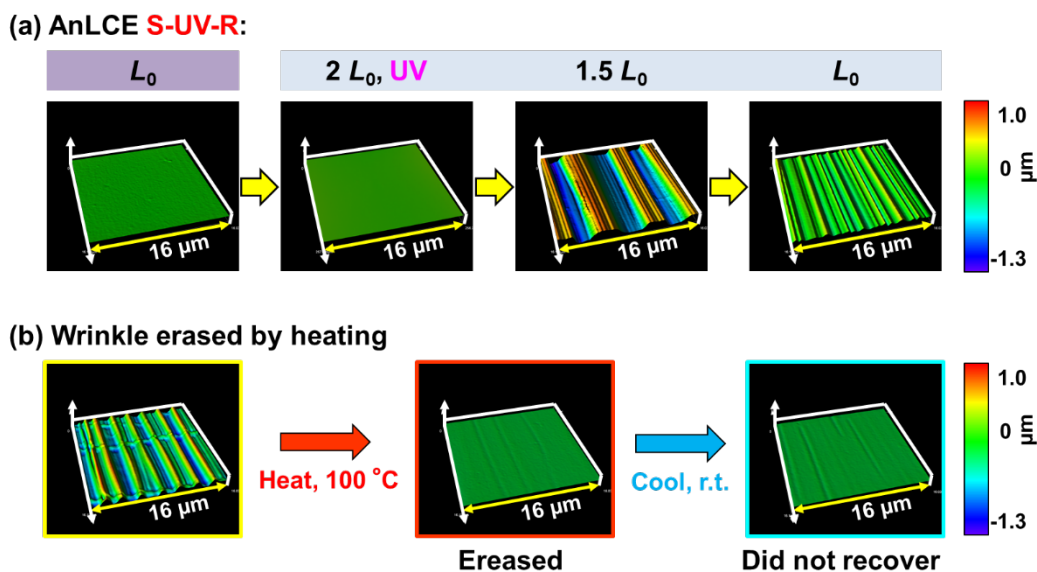 (a) AnLCE S-UV-R:
L0
2 L0, UV
1.5 L0
L0
16 µm
16 µm
16 µm
16 µm
1.0
0
-1.3
µm
(b) Wrinkle erased by heating
16 µm
Heat, 100 °C
16 µm
Cool, r.t.
16 µm
1.0
0
-1.3
µm
Ereased
Did not recover